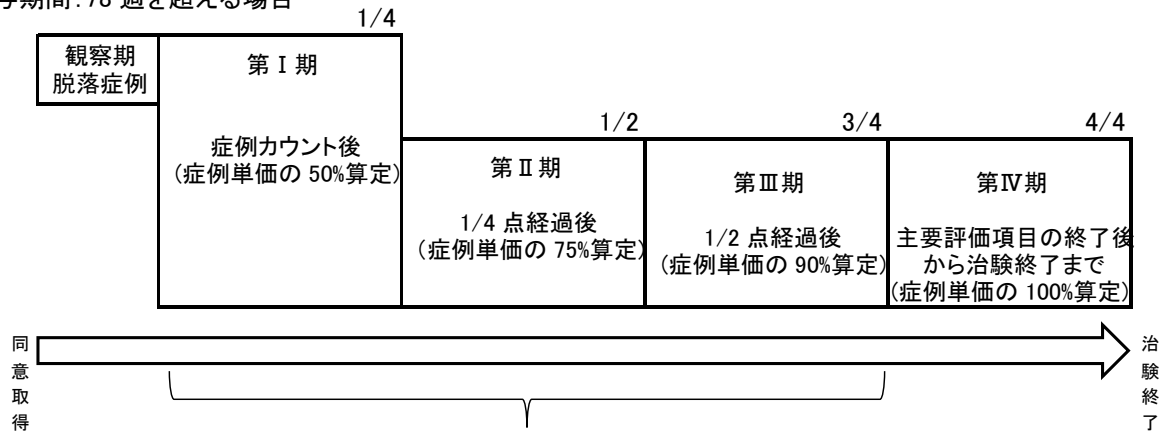 1/4
観察期
脱落症例
第Ⅰ期
症例カウント後
(症例単価の 50%算定)
1/2
第Ⅱ期
1/4 点経過後
(症例単価の 75%算定)
3/4
第Ⅲ期
1/2 点経過後
(症例単価の 90%算定)
4/4
第Ⅳ期
主要評価項目の終了後
から治験終了まで
(症例単価の 100%算定)
同意取得
治験終了